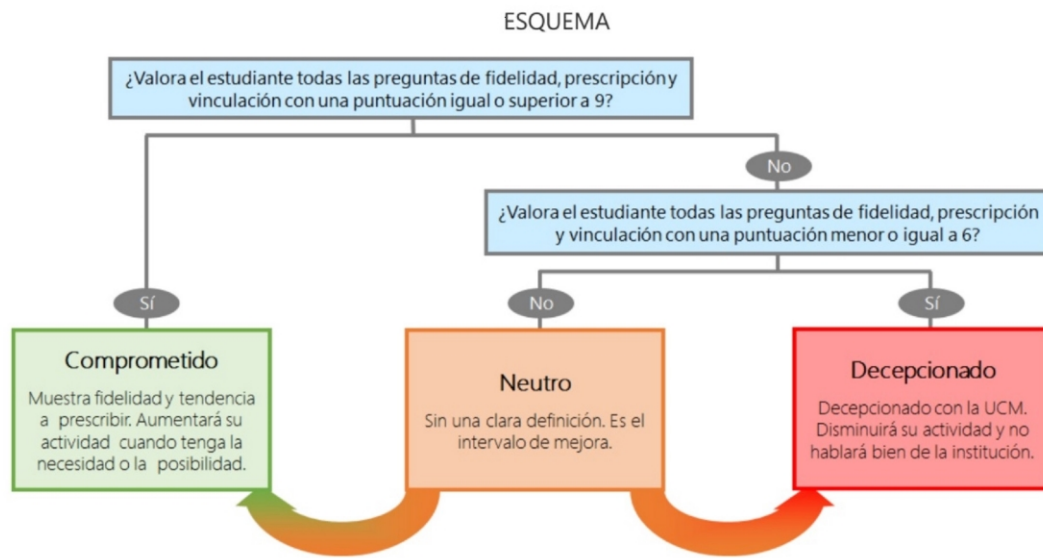 ESQUEMA
¿Valora el estudiante todas las preguntas de fidelidad, prescripción y
vinculación con una puntuación igual o superior a 9?
No
¿Valora el estudiante todas las preguntas de fidelidad, prescripción
y vinculación con una puntuación menor o igual a 6?
Sí
No
Sí
Comprometido
Muestra fidelidad y tendencia
a prescribir. Aumentará su
actividad cuando tenga la
necesidad o la posibilidad.
Neutro
Sin una clara definición. Es el
intervalo de mejora.
Decepcionado
Decepcionado con la UCM.
Disminuirá su actividad y no
hablará bien de la institución.